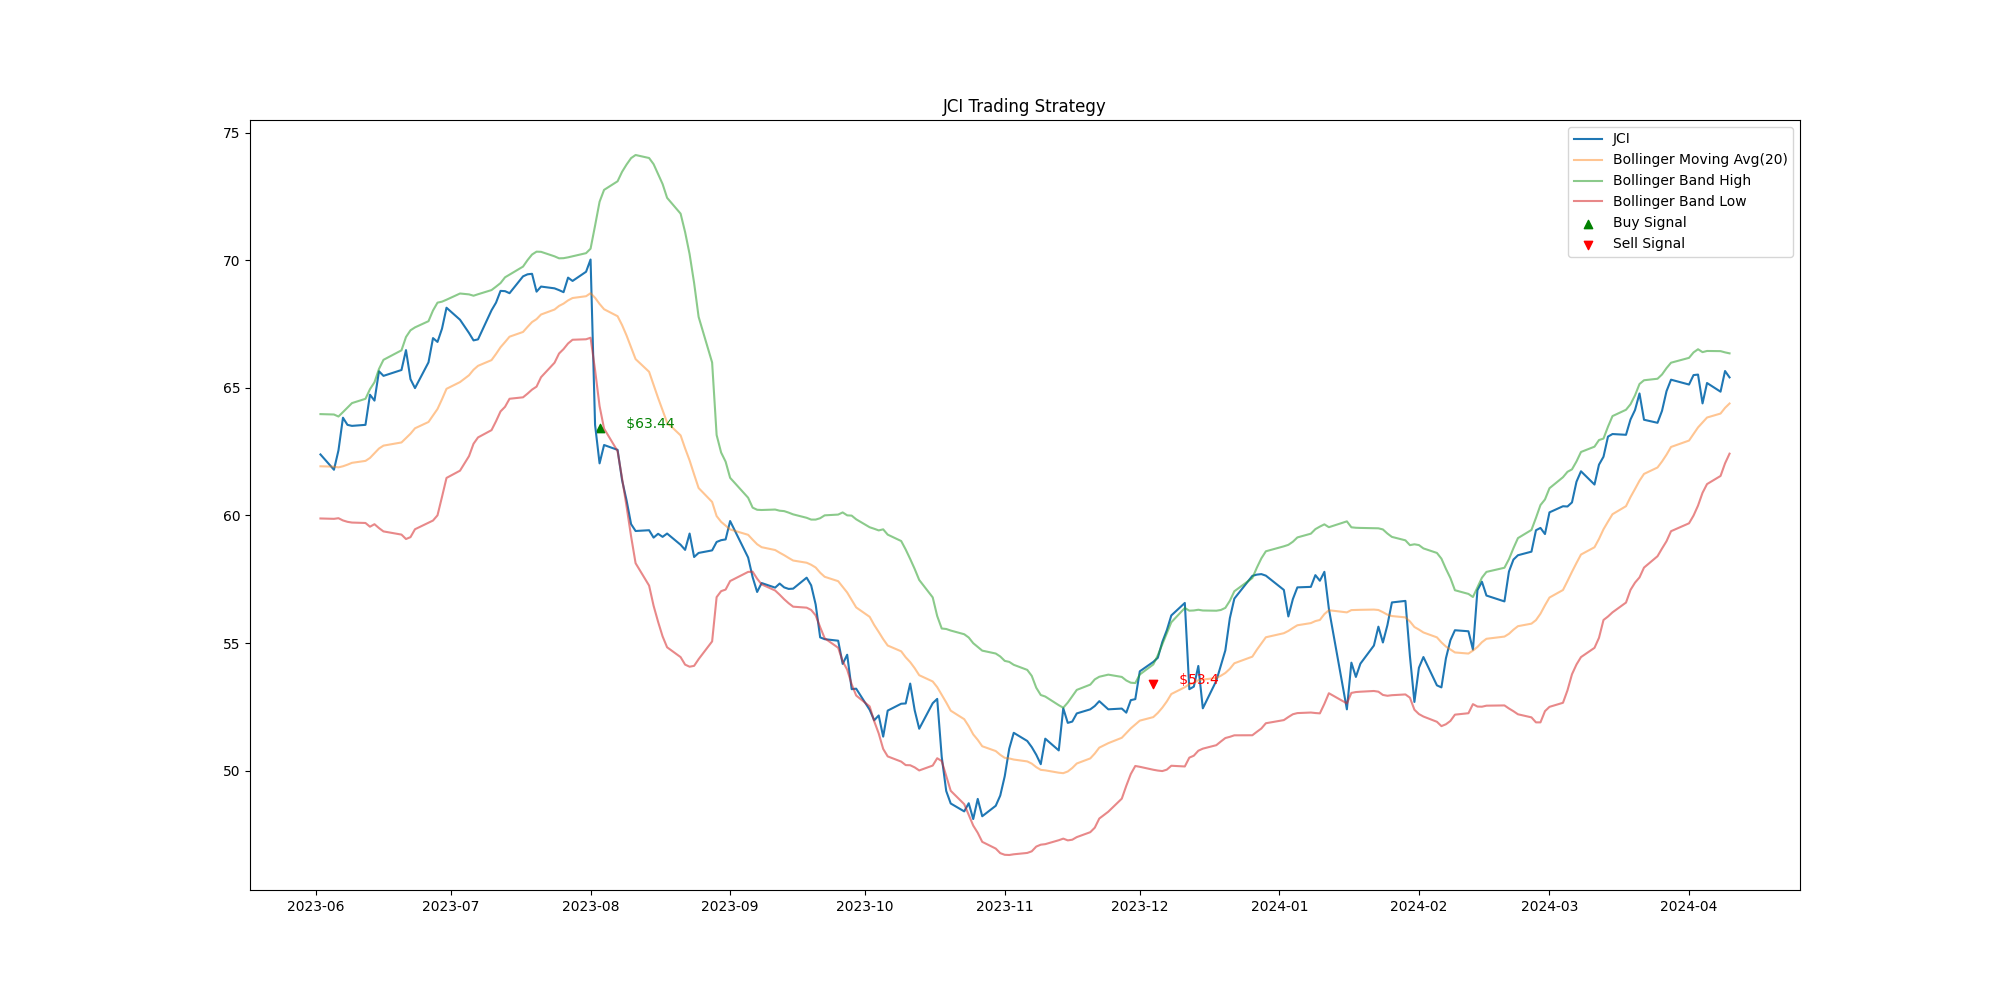 JCI Trading Strategy
75
70
65
60
55
50
JCI
Bollinger Moving Avg(20)
Bollinger Band High
Bollinger Band Low
Buy Signal
Sell Signal
$63.44
$53.4
2023-06 2023-07 2023-08 2023-09 2023-10 2023-11 2023-12 2024-01 2024-02 2024-03 2024-04